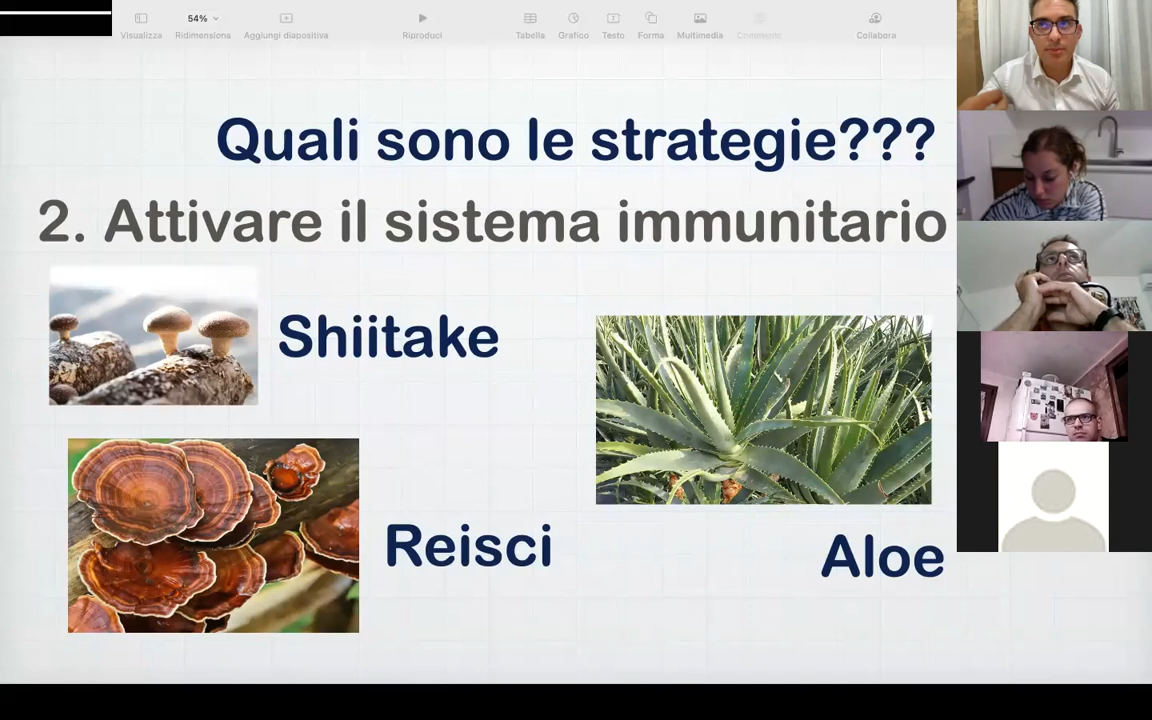 54%
Visualizza
Ridimensiona
Aggiungi diapositiva
Riproduci
Tabella
Grafico
Testo
Forma
Multimedia
Commento
Collabora
Quali sono le strategie???
2. Attivare il sistema immunitario
Shiitake
Reisci
Aloe